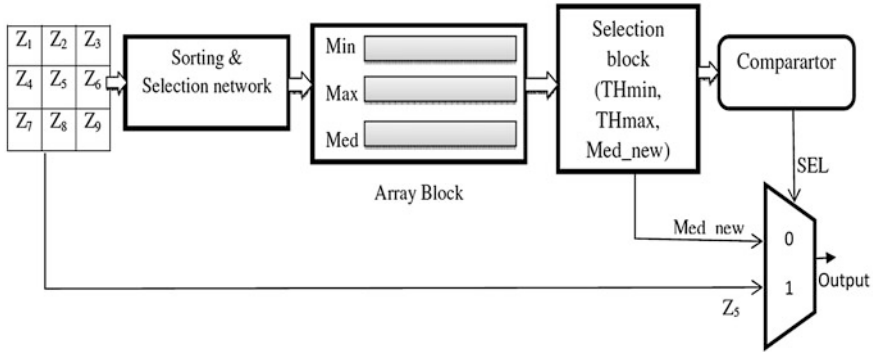 Z1 Z2 Z3
Z4 Z5 Z6
Z7 Z8 Z9
Sorting &
Selection network
Min
Max
Med
Array Block
Selection
block
(THmin,
THmax,
Med_new)
Comparartor
SEL
Med_new
0
1
Z5
Output